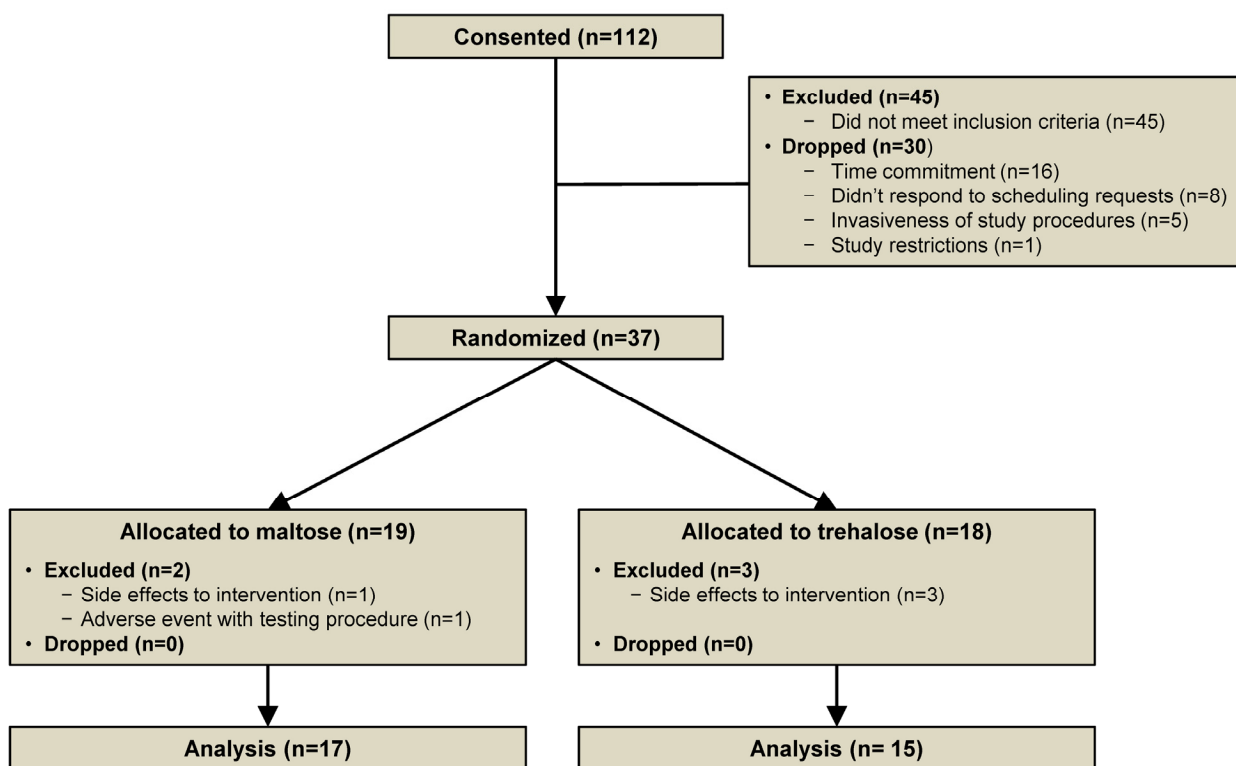 Consented (n=112)
• Excluded (n=45)
– Did not meet inclusion criteria (n=45)
• Dropped (n=30)
– Time commitment (n=16)
– Didn’t respond to scheduling requests (n=8)
– Invasiveness of study procedures (n=5)
– Study restrictions (n=1)
Randomized (n=37)
Allocated to maltose (n=19)
• Excluded (n=2)
– Side effects to intervention (n=1)
– Adverse event with testing procedure (n=1)
• Dropped (n=0)
Allocated to trehalose (n=18)
• Excluded (n=3)
– Side effects to intervention (n=3)
• Dropped (n=0)
Analysis (n=17)
Analysis (n= 15)